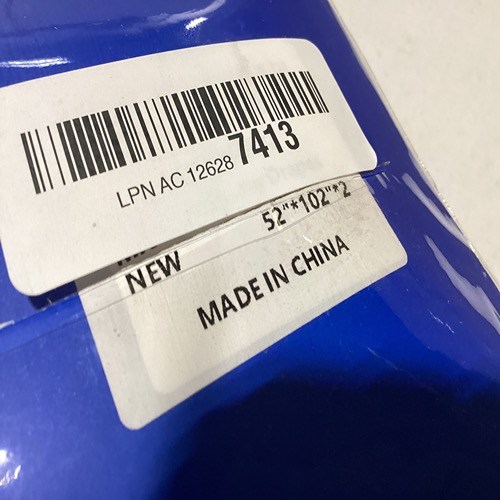 LPN AC 12628 7413
52"*102"*2
NEW
MADE IN CHINA